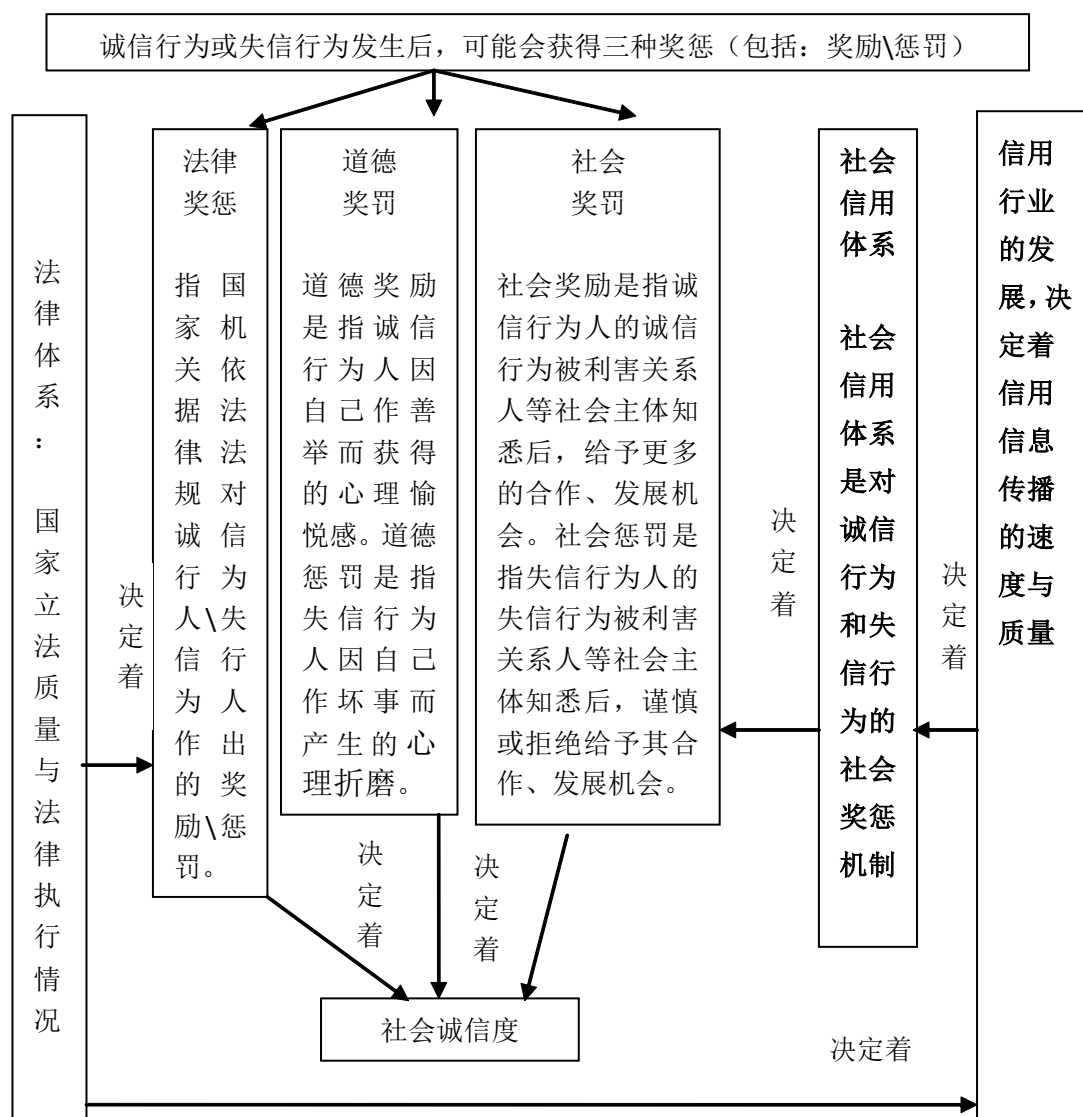 诚信行为或失信行为发生后，可能会获得三种奖惩（包括：奖励\惩罚）
法律体系：国家立法质量与法律执行情况
决定着
法律
奖惩
指国
家机
关依
据法
律法
规对
诚信
行为
人\失
信行
为人
作出
的奖
励\惩
罚。
道德
奖罚
道德奖励
是指诚信
行为人因
自己作善
举而获得
的心理愉
悦感。道德
惩罚是指
失信行为
人因自己
作坏事而
产生的心
理折磨。
社会
奖罚
社会奖励是指诚
信行为人的诚信
行为被利害关系
人等社会主体知
悉后，给予更多
的合作、发展机
会。社会惩罚是
指失信行为人的
失信行为被利害
关系人等社会主
体知悉后，谨慎
或拒绝给予其合
作、发展机会。
决定着
社会
信用
体系
社会
信用
体系
是对
诚信
行为
和失
信行
为的
社会
奖惩
机制
决定着
信用
行业
的发
展，决
定着
信用
信息
传播
的速
度与
质量
决定着
决定着
社会诚信度
决定着